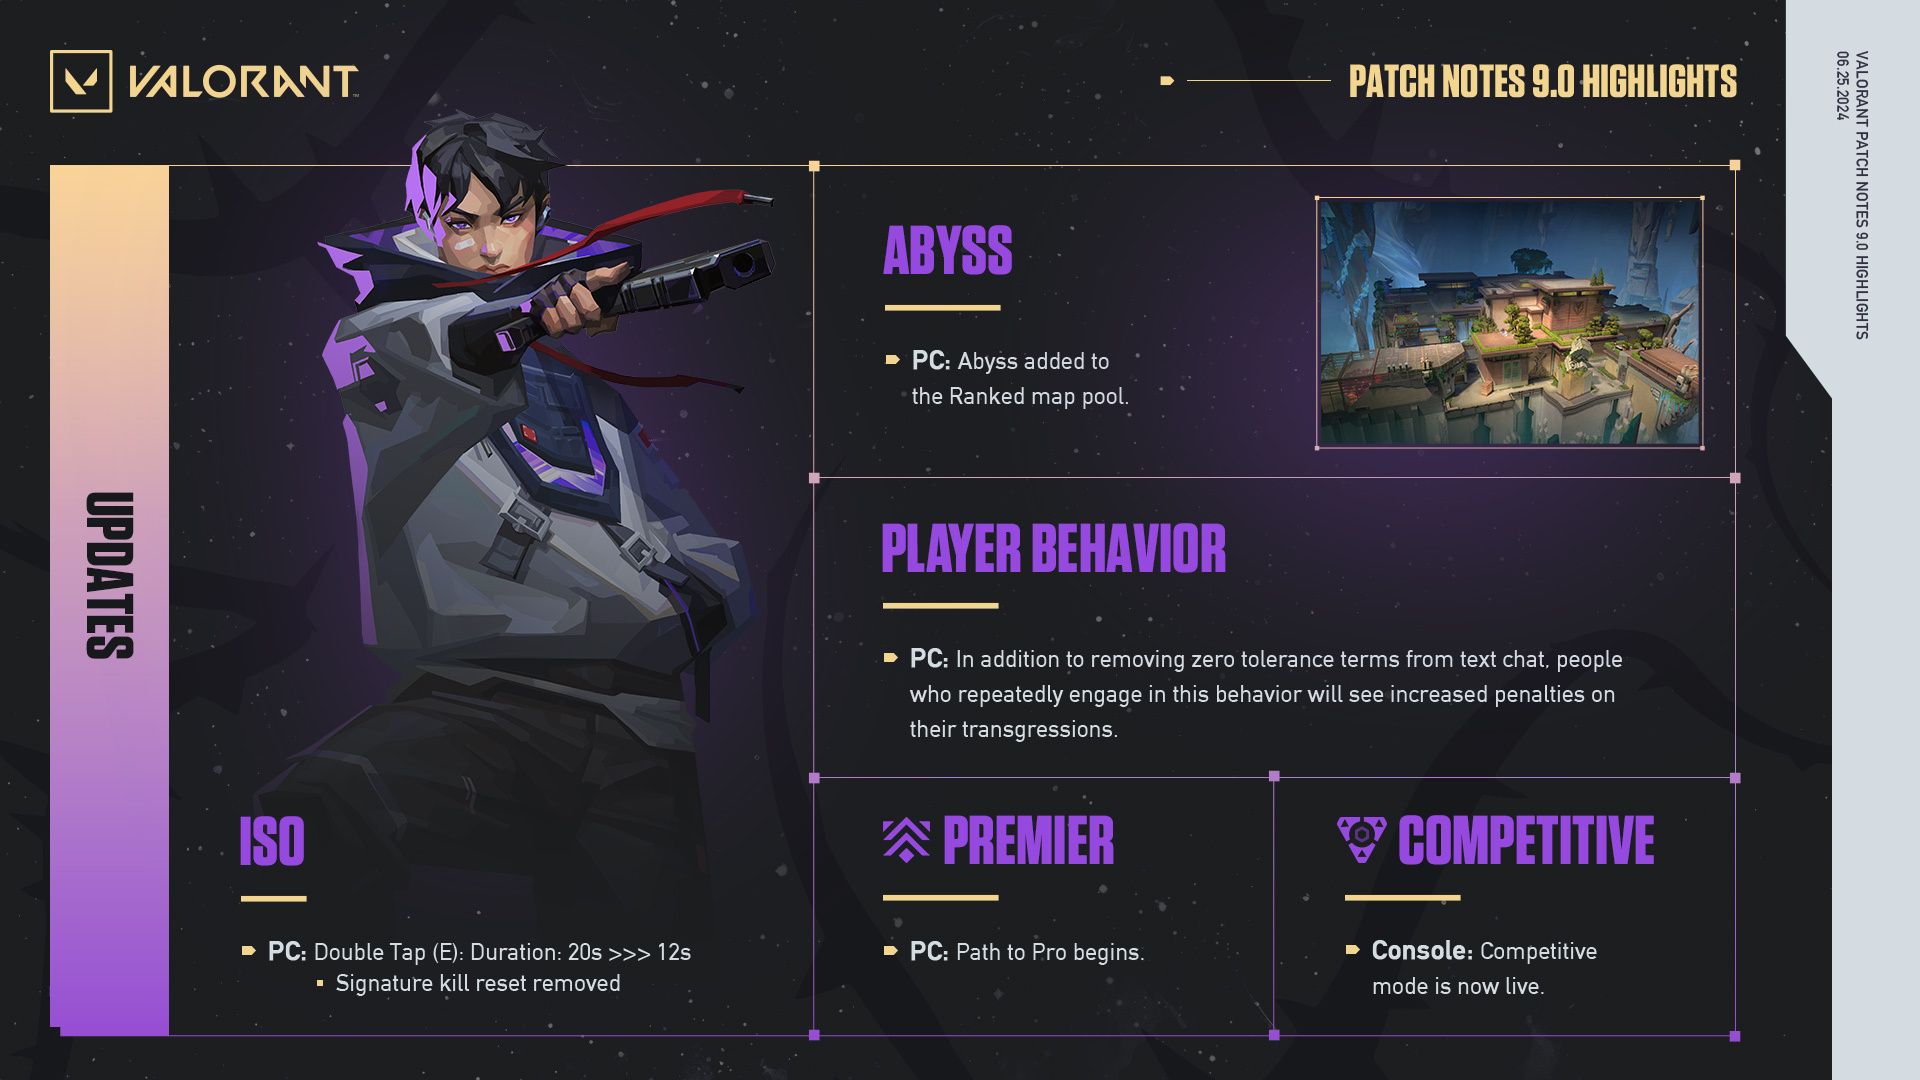 VALORANT
PATCH NOTES 9.0 HIGHLIGHTS
VALORANT PATCH NOTES 9.0 HIGHLIGHTS
06.25.2024
UPDATES
ISO
PC: Double Tap (E): Duration: 20s >>> 12s
Signature kill reset removed
ABYSS
PC: Abyss added to
the Ranked map pool.
PLAYER BEHAVIOR
PC: In addition to removing zero tolerance terms from text chat, people
who repeatedly engage in this behavior will see increased penalties on
their transgressions.
PREMIER
PC: Path to Pro begins.
COMPETITIVE
Console: Competitive
mode is now live.